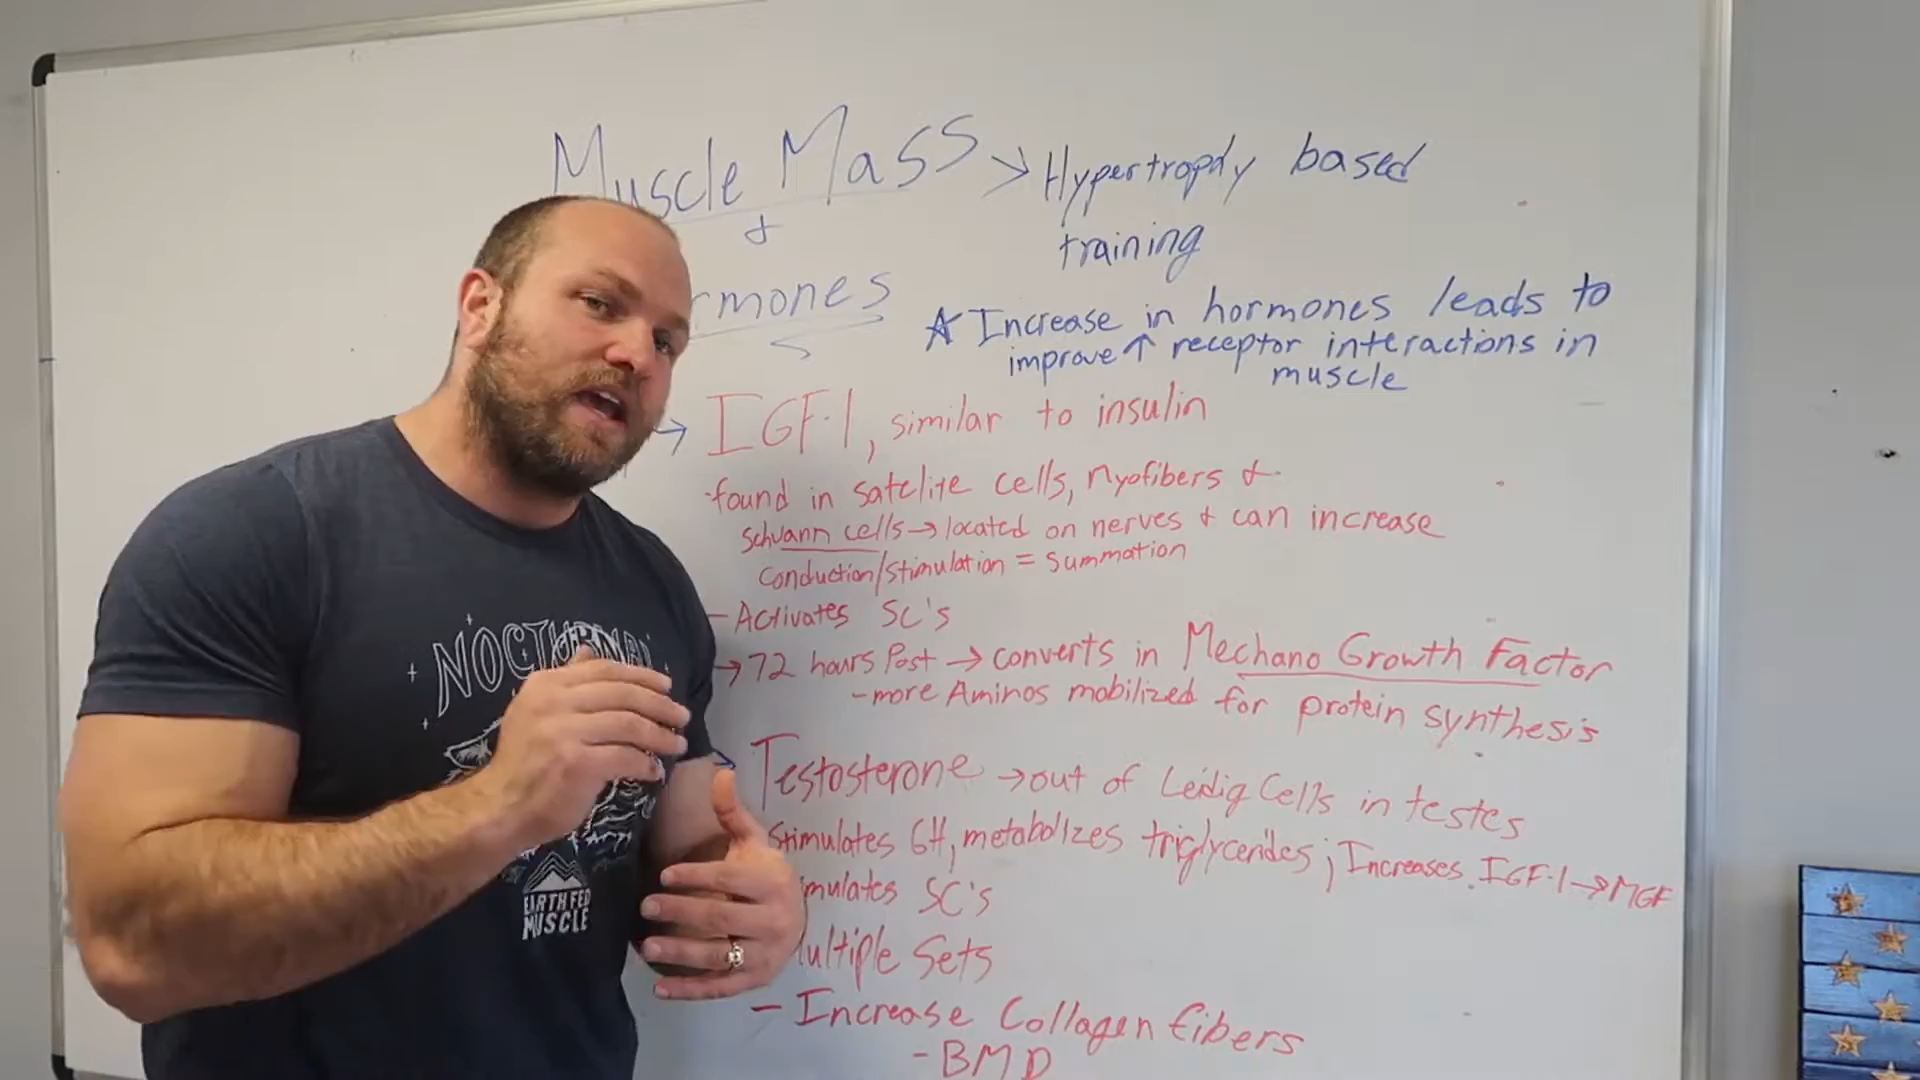 Muscle Mass > Hypertrophy based
training
+
rmones
☆ Increase in hormones leads to
improve ↑ receptor interactions in
muscle
→ IGF-1, similar to insulin
·found in satelite cells, Myofibers +
Schwann cells → located on nerves + can increase
Conduction/stimulation = Summation
- Activates SC's
→ 72 hours Post → converts in Mechano Growth Factor
- more Aminos mobilized for protein synthesis
Testosterone → out of Leidig Cells in testes
Stimulates GH, metabolizes triglycerides; Increases IGF-1 → MGF
mulates SC's
ultiple Sets
- Increase Collagen fibers
- BMD
NOCTURNAL
EARTH FED
MUSCLE